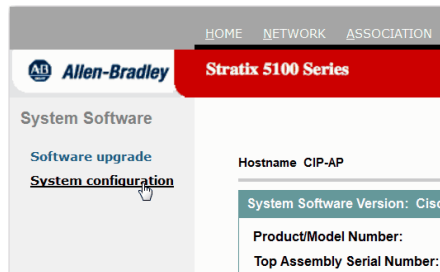 HOME NETWORK ASSOCIATION
AB Allen-Bradley
Stratix 5100 Series
System Software
Software upgrade
System configuration
Hostname CIP-AP
System Software Version: Cisc
Product/Model Number:
Top Assembly Serial Number: